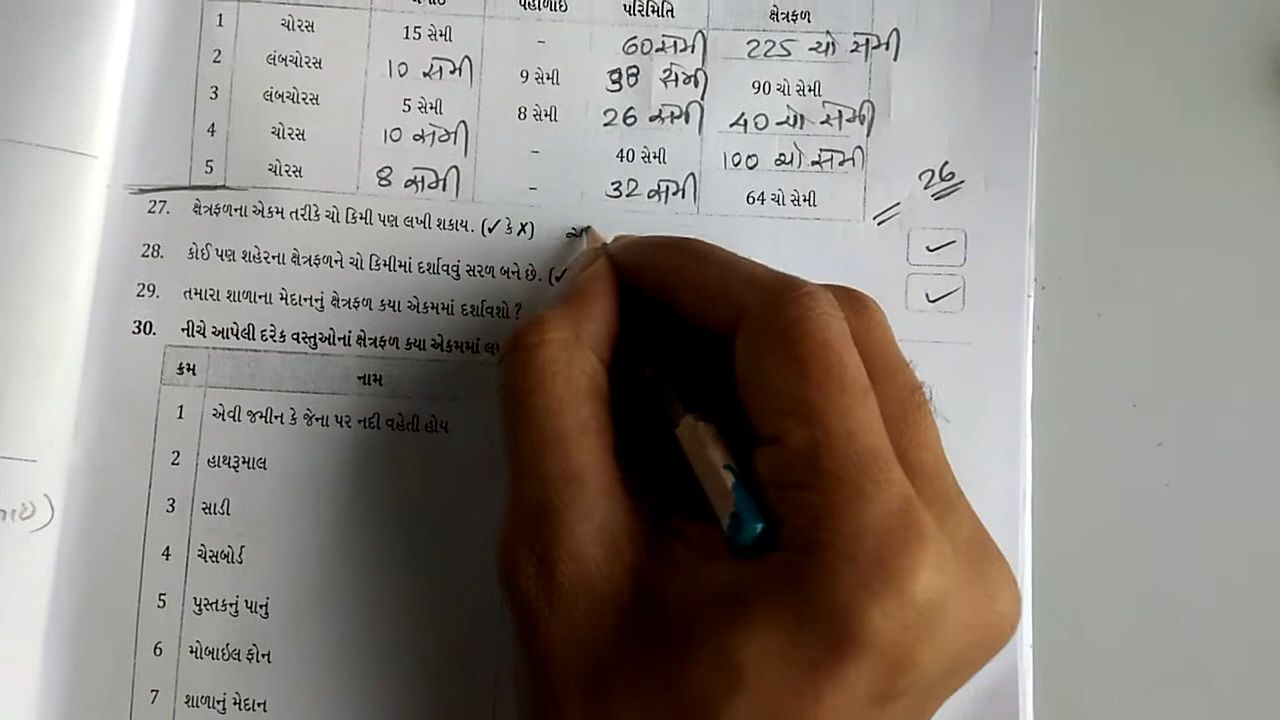 પહોળાઈ પરિમિતિ ક્ષેત્રફળ
1 ચોરસ 15 સેમી - 60 સેમી 225 ચો સેમી
2 લંબચોરસ 10 સેમી 9 સેમી 38 સેમી 90 ચો સેમી
3 લંબચોરસ 5 સેમી 8 સેમી 26 સેમી 40 ચો સેમી
4 ચોરસ 10 સેમી - 40 સેમી 100 ચો સેમી
5 ચોરસ 8 સેમી - 32 સેમી 64 ચો સેમી
26
27. ક્ષેત્રફળના એકમ તરીકે ચો કિમી પણ લખી શકાય. (✓ કે X) ✓
28. કોઈ પણ શહેરના ક્ષેત્રફળને ચો કિમીમાં દર્શાવવું સરળ બને છે. (✓ ✓
29. તમારા શાળાના મેદાનનું ક્ષેત્રફળ કયા એકમમાં દર્શાવશો ?
30. નીચે આપેલી દરેક વસ્તુઓનાં ક્ષેત્રફળ કયા એકમમાં
ક્રમ નામ
1 એવી જમીન કે જેના પર નદી વહેતી હોય
2 હાથરૂમાલ
3 સાડી
4 ચેસબોર્ડ
5 પુસ્તકનું પાનું
6 મોબાઇલ ફોન
7 શાળાનું મેદાન